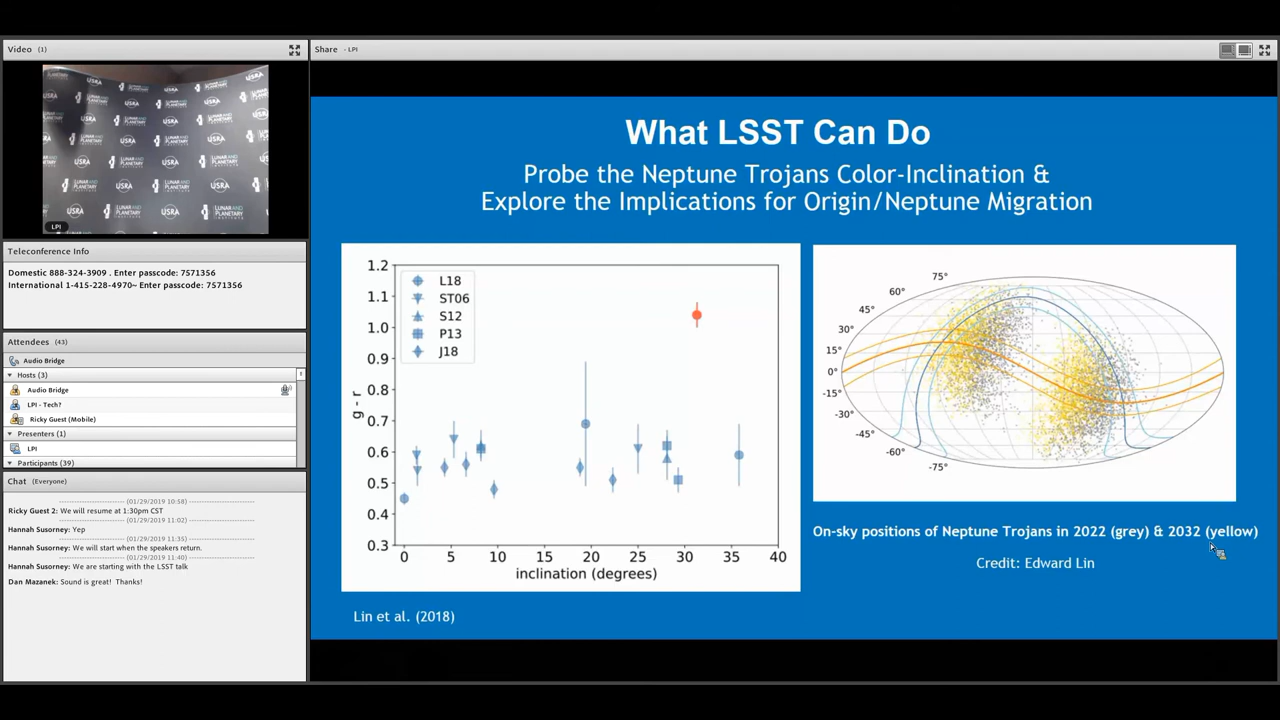 Video (1)
USRA
LUNAR AND PLANETARY INSTITUTE
LPI
Teleconference Info
Domestic 888-324-3909 . Enter passcode: 7571356
International 1-415-228-4970~ Enter passcode: 7571356
Attendees (43)
Audio Bridge
Hosts (3)
Audio Bridge
LPI - Tech?
Ricky Guest (Mobile)
Presenters (1)
LPI
Participants (39)
Chat (Everyone)
(01/29/2019 10:58)
Ricky Guest 2: We will resume at 1:30pm CST
(01/29/2019 11:02)
Hannah Susorney: Yep
(01/29/2019 11:35)
Hannah Susorney: We will start when the speakers return.
(01/29/2019 11:40)
Hannah Susorney: We are starting with the LSST talk
Dan Mazanek: Sound is great! Thanks!
Share - LPI
What LSST Can Do
Probe the Neptune Trojans Color-Inclination &
Explore the Implications for Origin/Neptune Migration
1.2
1.1
1.0
0.9
0.8
0.7
0.6
0.5
0.4
0.3
g - r
L18
ST06
S12
P13
J18
0 5 10 15 20 25 30 35 40
inclination (degrees)
Lin et al. (2018)
75°
60°
45°
30°
15°
0°
-15°
-30°
-45°
-60°
-75°
On-sky positions of Neptune Trojans in 2022 (grey) & 2032 (yellow)
Credit: Edward Lin